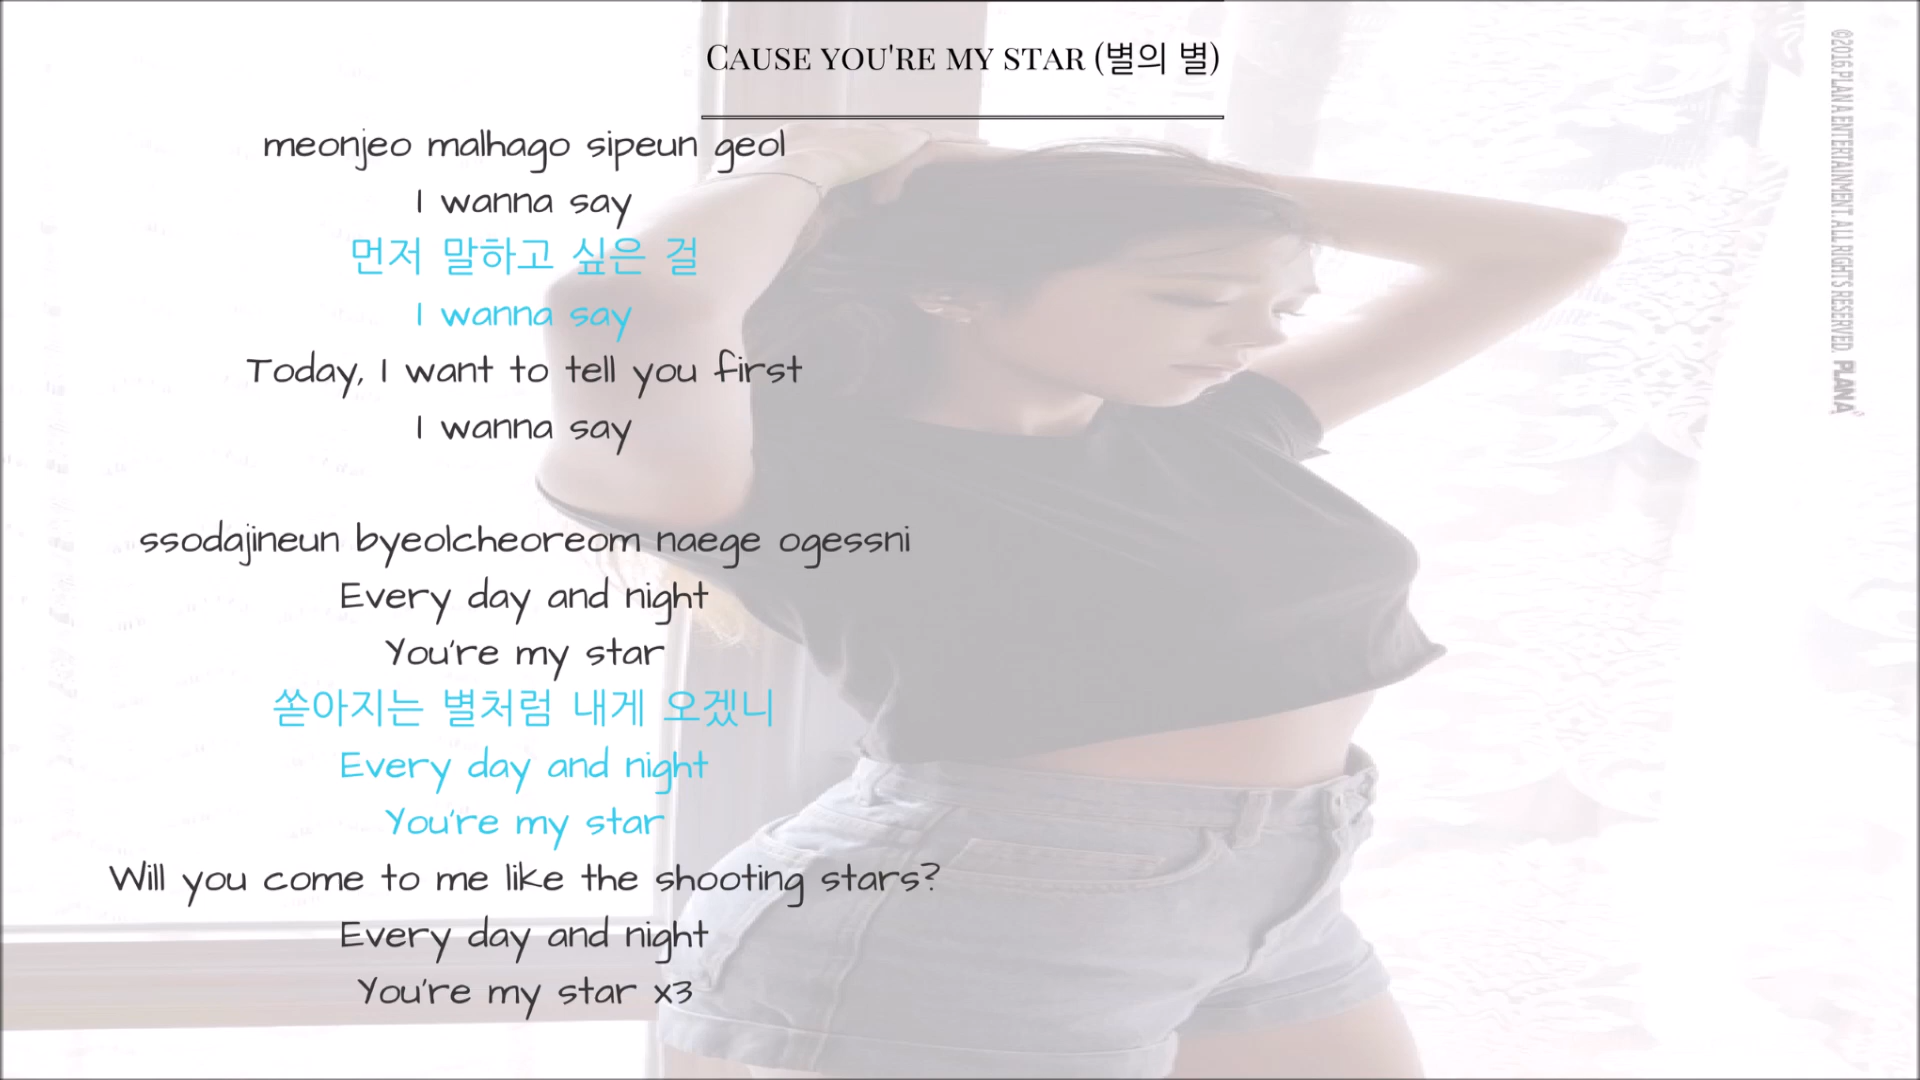 CAUSE YOU'RE MY STAR (별의 별)
meonjeo malhago sipeun geol
I wanna say
먼저 말하고 싶은 걸
I wanna say
Today, I want to tell you first
I wanna say
ssodajineun byeolcheoreom naege ogessni
Every day and night
You're my star
쏟아지는 별처럼 내게 오겠니
Every day and night
You're my star
Will you come to me like the shooting stars?
Every day and night
You're my star x3
©2016.PLAN A ENTERTAINMENT. ALL RIGHTS RESERVED. PLAN A